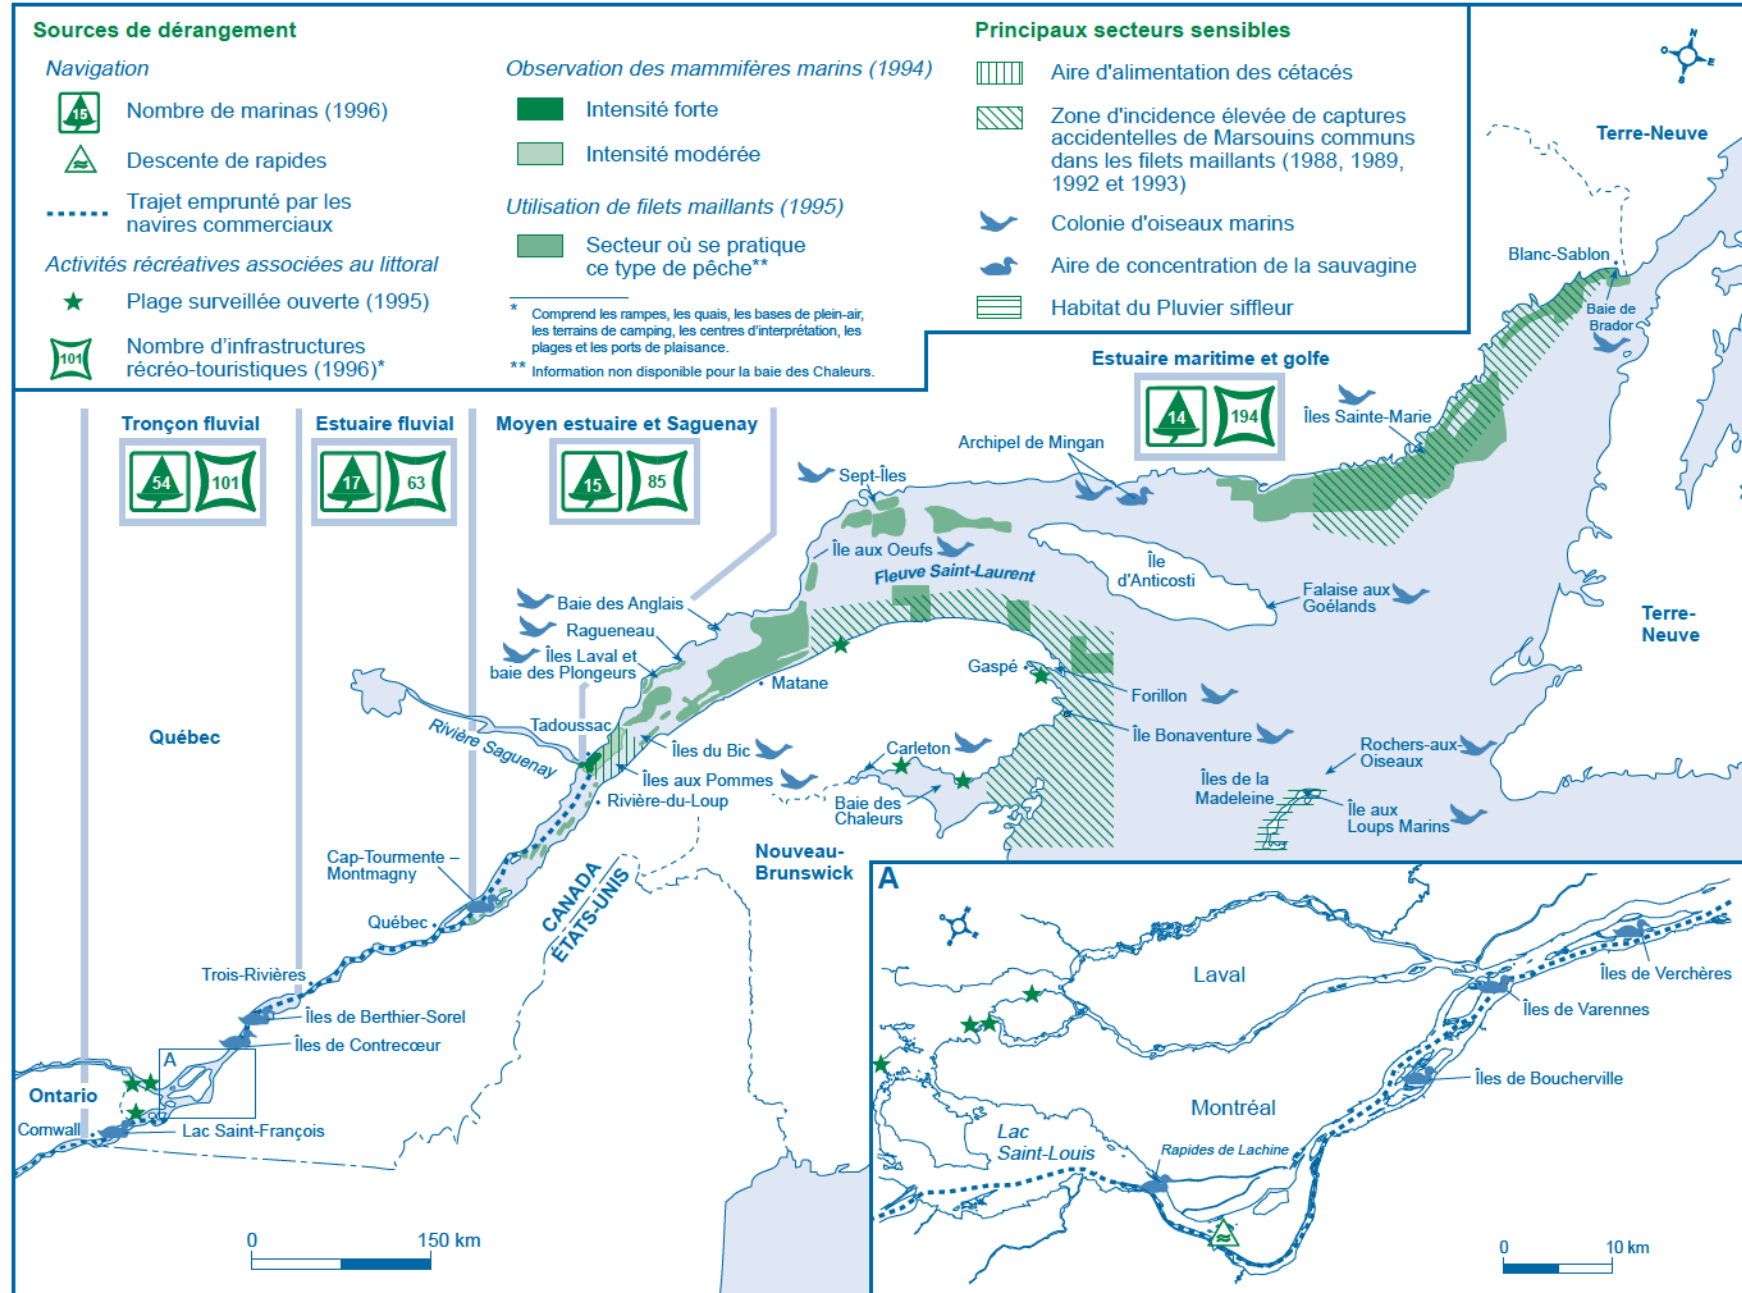 Sources de dérangement
Navigation
15
Nombre de marinas (1996)
Descente de rapides
Trajet emprunté par les
navires commerciaux
Activités récréatives associées au littoral
Plage surveillée ouverte (1995)
101
Nombre d'infrastructures
récréo-touristiques (1996)*
Observation des mammifères marins (1994)
Intensité forte
Intensité modérée
Utilisation de filets maillants (1995)
Secteur où se pratique
ce type de pêche**
* Comprend les rampes, les quais, les bases de plein-air,
les terrains de camping, les centres d'interprétation, les
plages et les ports de plaisance.
** Information non disponible pour la baie des Chaleurs.
Principaux secteurs sensibles
Aire d'alimentation des cétacés
Zone d'incidence élevée de captures
accidentelles de Marsouins communs
dans les filets maillants (1988, 1989,
1992 et 1993)
Colonie d'oiseaux marins
Aire de concentration de la sauvagine
Habitat du Pluvier siffleur
N
O
E
S
Terre-Neuve
Blanc-Sablon
Baie de
Brador
Estuaire maritime et golfe
14
194
Îles Sainte-Marie
Archipel de Mingan
Tronçon fluvial
54
101
Estuaire fluvial
17
63
Moyen estuaire et Saguenay
15
85
Sept-Îles
Île aux Oeufs
Fleuve Saint-Laurent
Île
d'Anticosti
Falaise aux
Goélands
Terre-
Neuve
Baie des Anglais
Ragueneau
Îles Laval et
baie des Plongeurs
Matane
Gaspé
Forillon
Île Bonaventure
Tadoussac
Rivière Saguenay
Québec
Îles du Bic
Îles aux Pommes
Rivière-du-Loup
Carleton
Baie des
Chaleurs
Rochers-aux-
Oiseaux
Îles de la
Madeleine
Île aux
Loups Marins
Nouveau-
Brunswick
CANADA
ÉTATS-UNIS
Cap-Tourmente –
Montmagny
Québec
Trois-Rivières
Îles de Berthier-Sorel
Îles de Contrecœur
A
Ontario
Cornwall
Lac Saint-François
0
150 km
A
Laval
Îles de Verchères
Îles de Varennes
Îles de Boucherville
Montréal
Lac
Saint-Louis
Rapides de Lachine
0
10 km